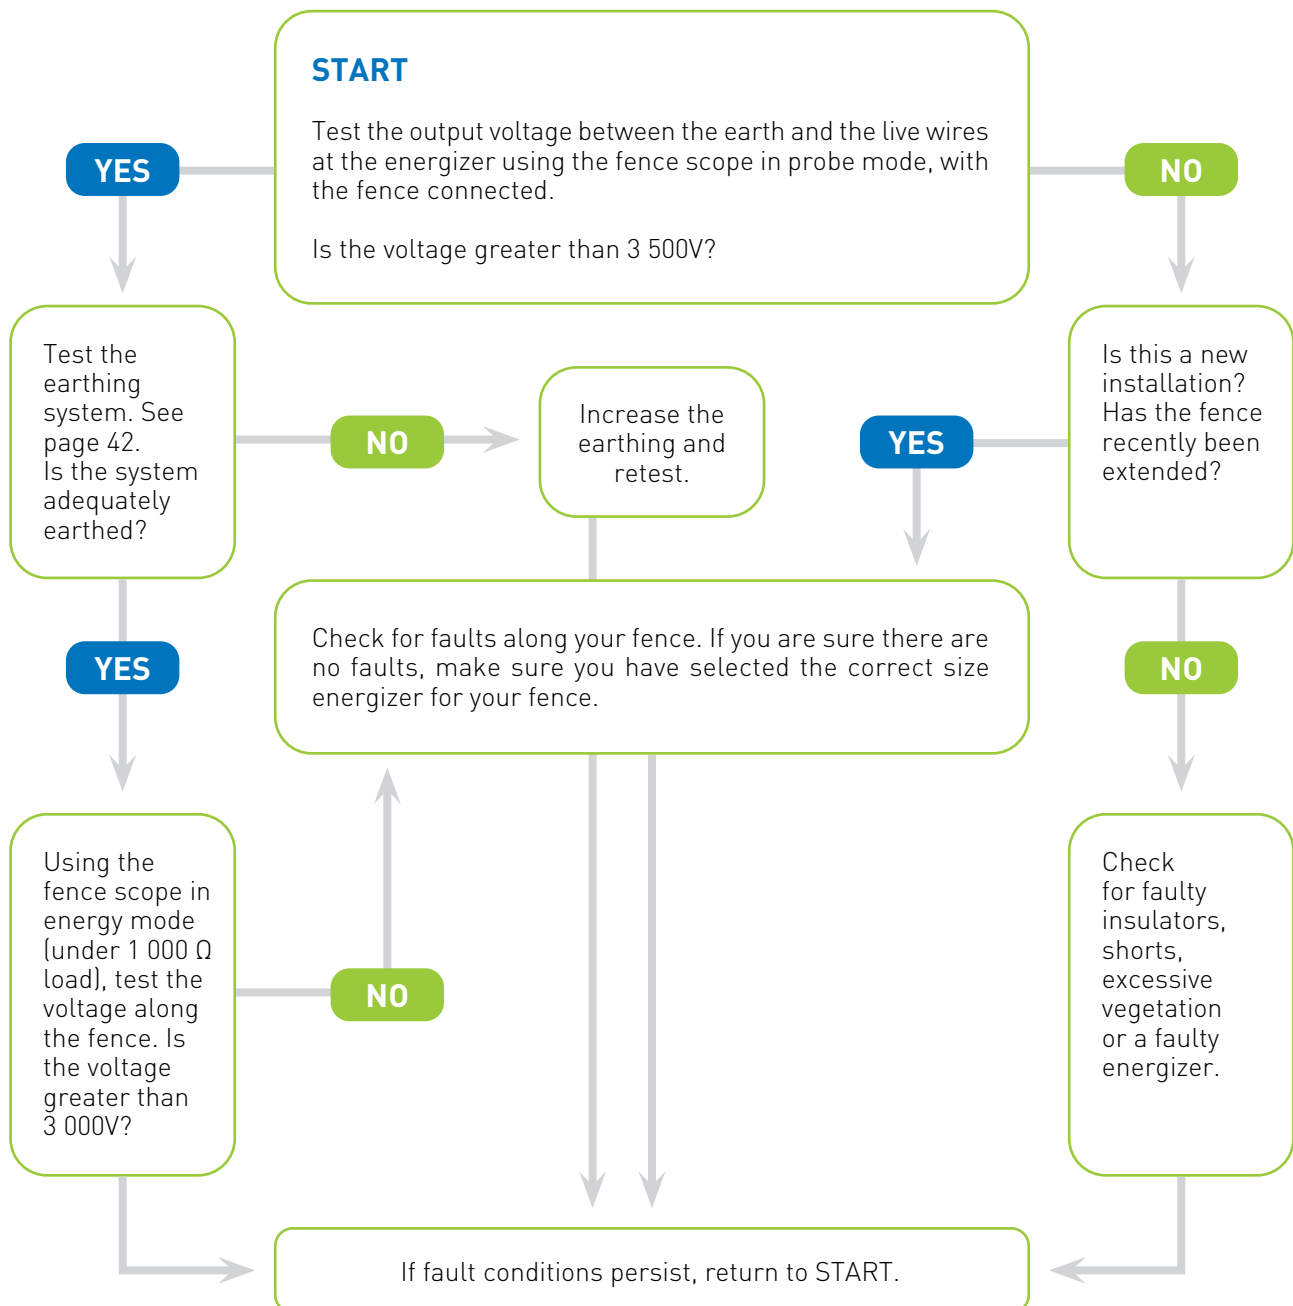 START
Test the output voltage between the earth and the live wires
at the energizer using the fence scope in probe mode, with
the fence connected.
Is the voltage greater than 3 500V?
YES
NO
Test the
earthing
system. See
page 42.
Is the system
adequately
earthed?
NO
Increase the
earthing and
retest.
YES
Is this a new
installation?
Has the fence
recently been
extended?
YES
Check for faults along your fence. If you are sure there are
no faults, make sure you have selected the correct size
energizer for your fence.
NO
Using the
fence scope in
energy mode
(under 1 000 Ω
load), test the
voltage along
the fence. Is
the voltage
greater than
3 000V?
NO
Check
for faulty
insulators,
shorts,
excessive
vegetation
or a faulty
energizer.
If fault conditions persist, return to START.